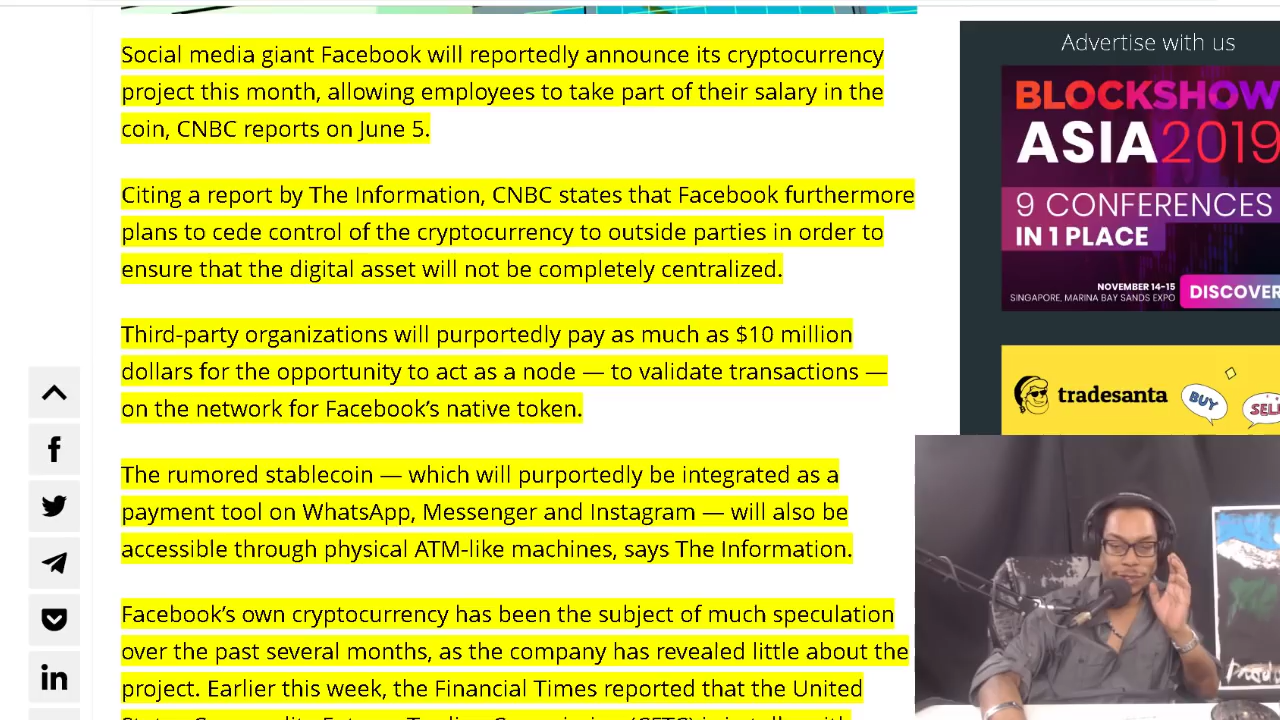 Social media giant Facebook will reportedly announce its cryptocurrency
project this month, allowing employees to take part of their salary in the
coin, CNBC reports on June 5.
Citing a report by The Information, CNBC states that Facebook furthermore
plans to cede control of the cryptocurrency to outside parties in order to
ensure that the digital asset will not be completely centralized.
Third-party organizations will purportedly pay as much as $10 million
dollars for the opportunity to act as a node — to validate transactions —
on the network for Facebook’s native token.
The rumored stablecoin — which will purportedly be integrated as a
payment tool on WhatsApp, Messenger and Instagram — will also be
accessible through physical ATM-like machines, says The Information.
Facebook’s own cryptocurrency has been the subject of much speculation
over the past several months, as the company has revealed little about the
project. Earlier this week, the Financial Times reported that the United
Advertise with us
BLOCKSHOW
ASIA 2019
9 CONFERENCES
IN 1 PLACE
NOVEMBER 14-15
SINGAPORE, MARINA BAY SANDS EXPO
DISCOVER
tradesanta
BUY
SELL